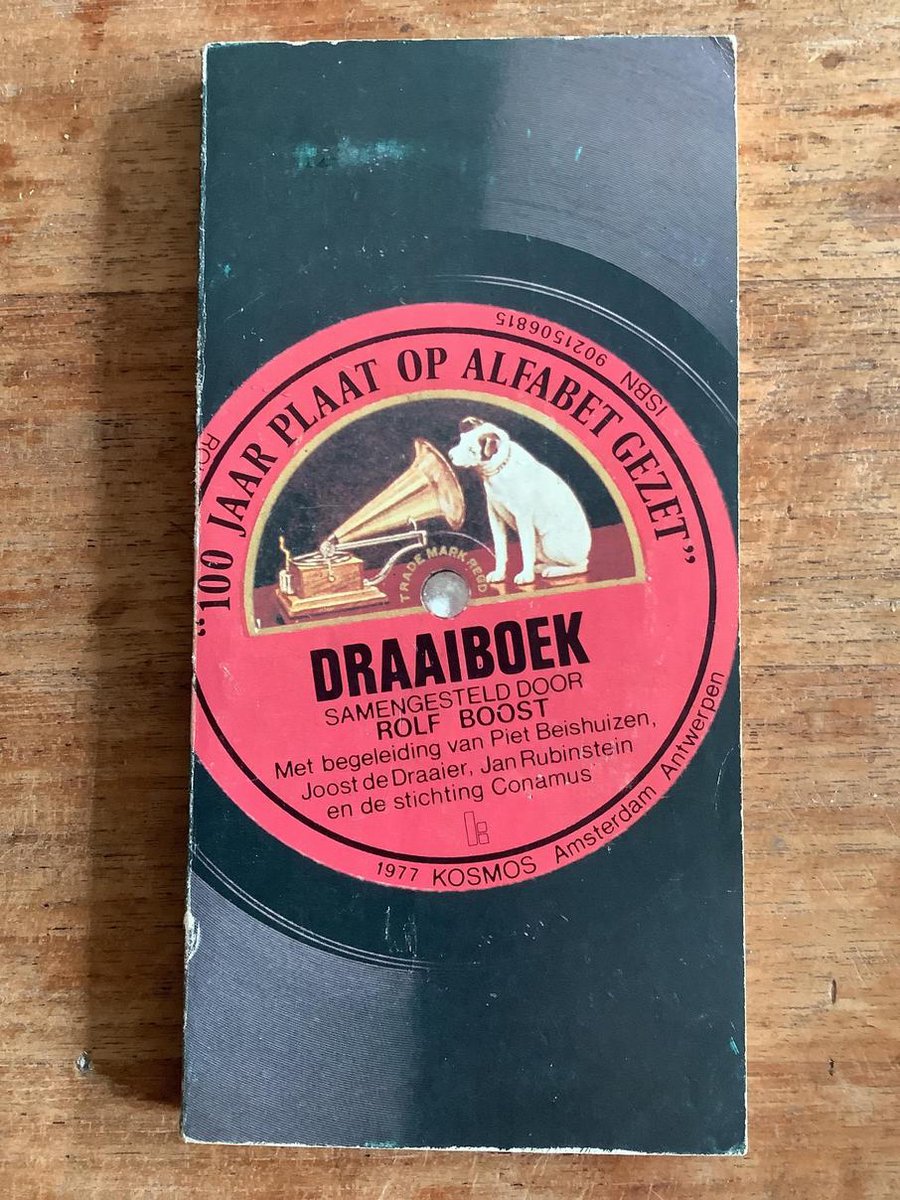 "100 JAAR PLAAT OP ALFABET GEZET"
ISBN 9021506815
TRADE MARK REGD
DRAAIBOEK
SAMENGESTELD DOOR
ROLF BOOST
Met begeleiding van Piet Beishuizen,
Joost de Draaier, Jan Rubinstein
en de stichting Conamus
1977 KOSMOS Amsterdam Antwerpen